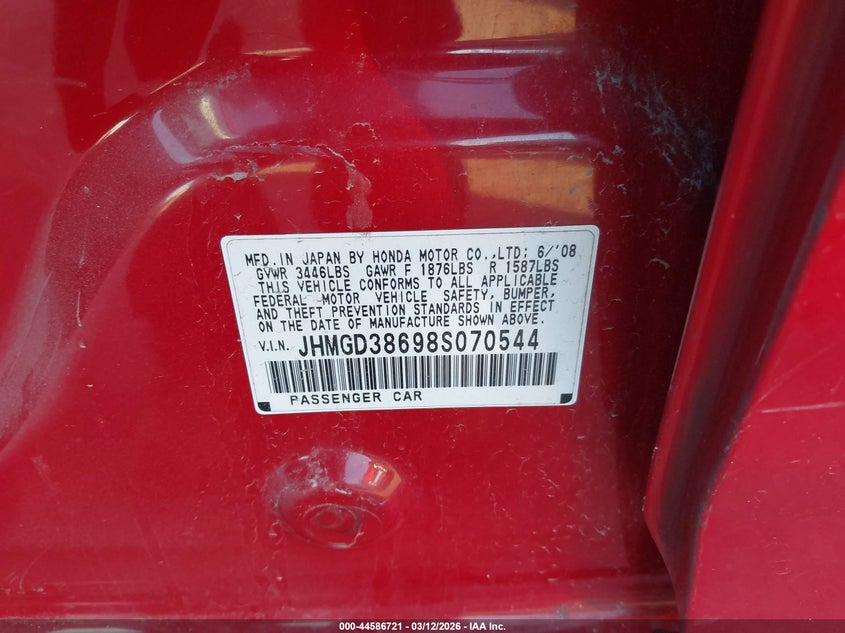 MFD.IN JAPAN BY HONDA MOTOR CO.,LTD; 6/'08
GVWR 3446LBS GAWR F 1876LBS R 1587LBS
THIS VEHICLE CONFORMS TO ALL APPLICABLE
FEDERAL MOTOR VEHICLE SAFETY, BUMPER,
AND THEFT PREVENTION STANDARDS IN EFFECT
ON THE DATE OF MANUFACTURE SHOWN ABOVE.
V.I.N. JHMGD38698S070544
PASSENGER CAR
000-44586721 - 03/12/2026 - IAA Inc.